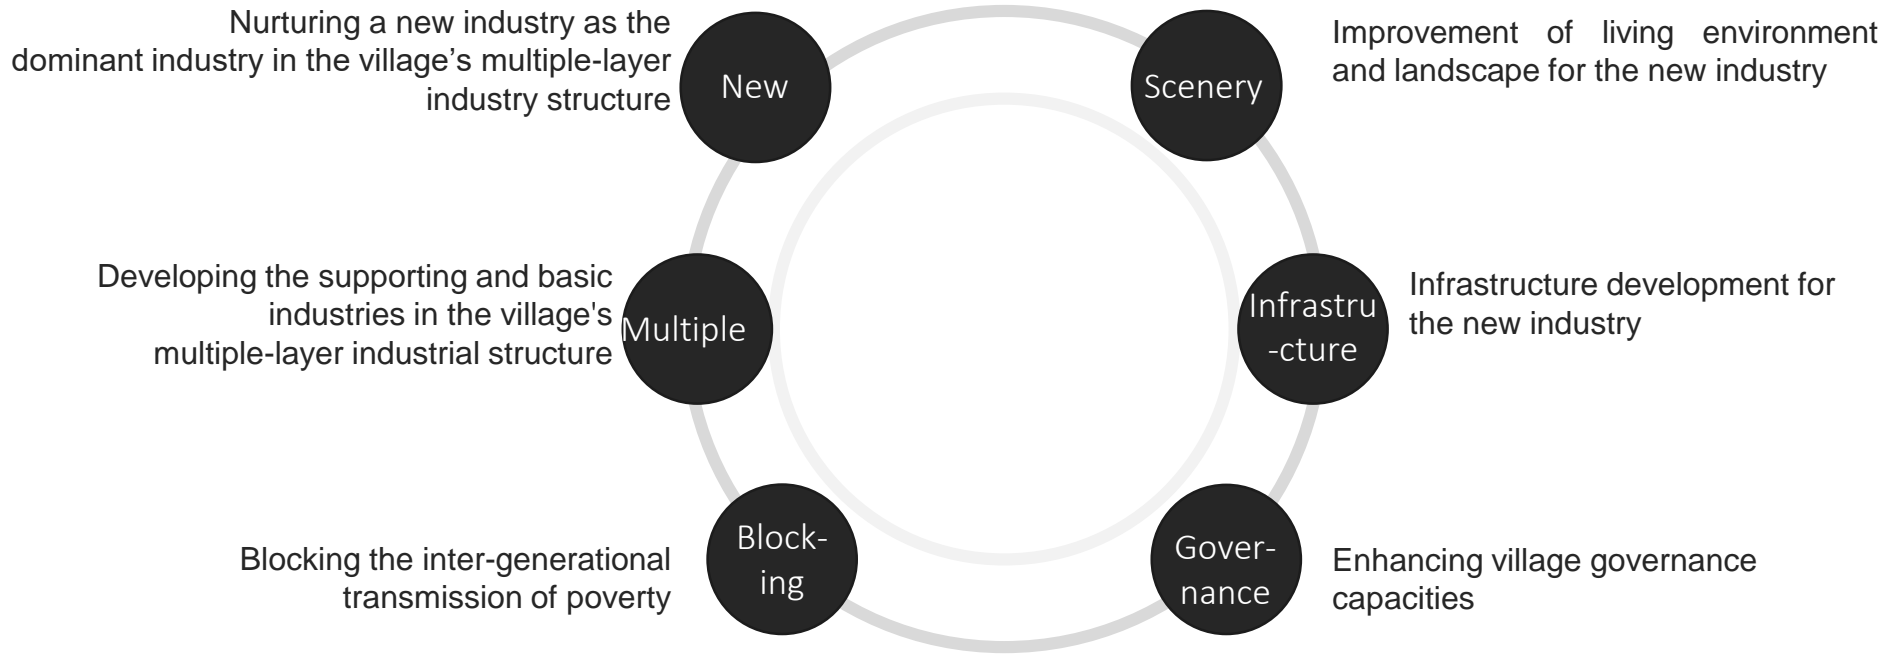 Nurturing a new industry as the
dominant industry in the village’s multiple-layer
industry structure
New
Scenery
Improvement of living environment
and landscape for the new industry
Developing the supporting and basic
industries in the village's
multiple-layer industrial structure
Multiple
Infrastru
-cture
Infrastructure development for
the new industry
Blocking the inter-generational
transmission of poverty
Block-
ing
Gover-
nance
Enhancing village governance
capacities